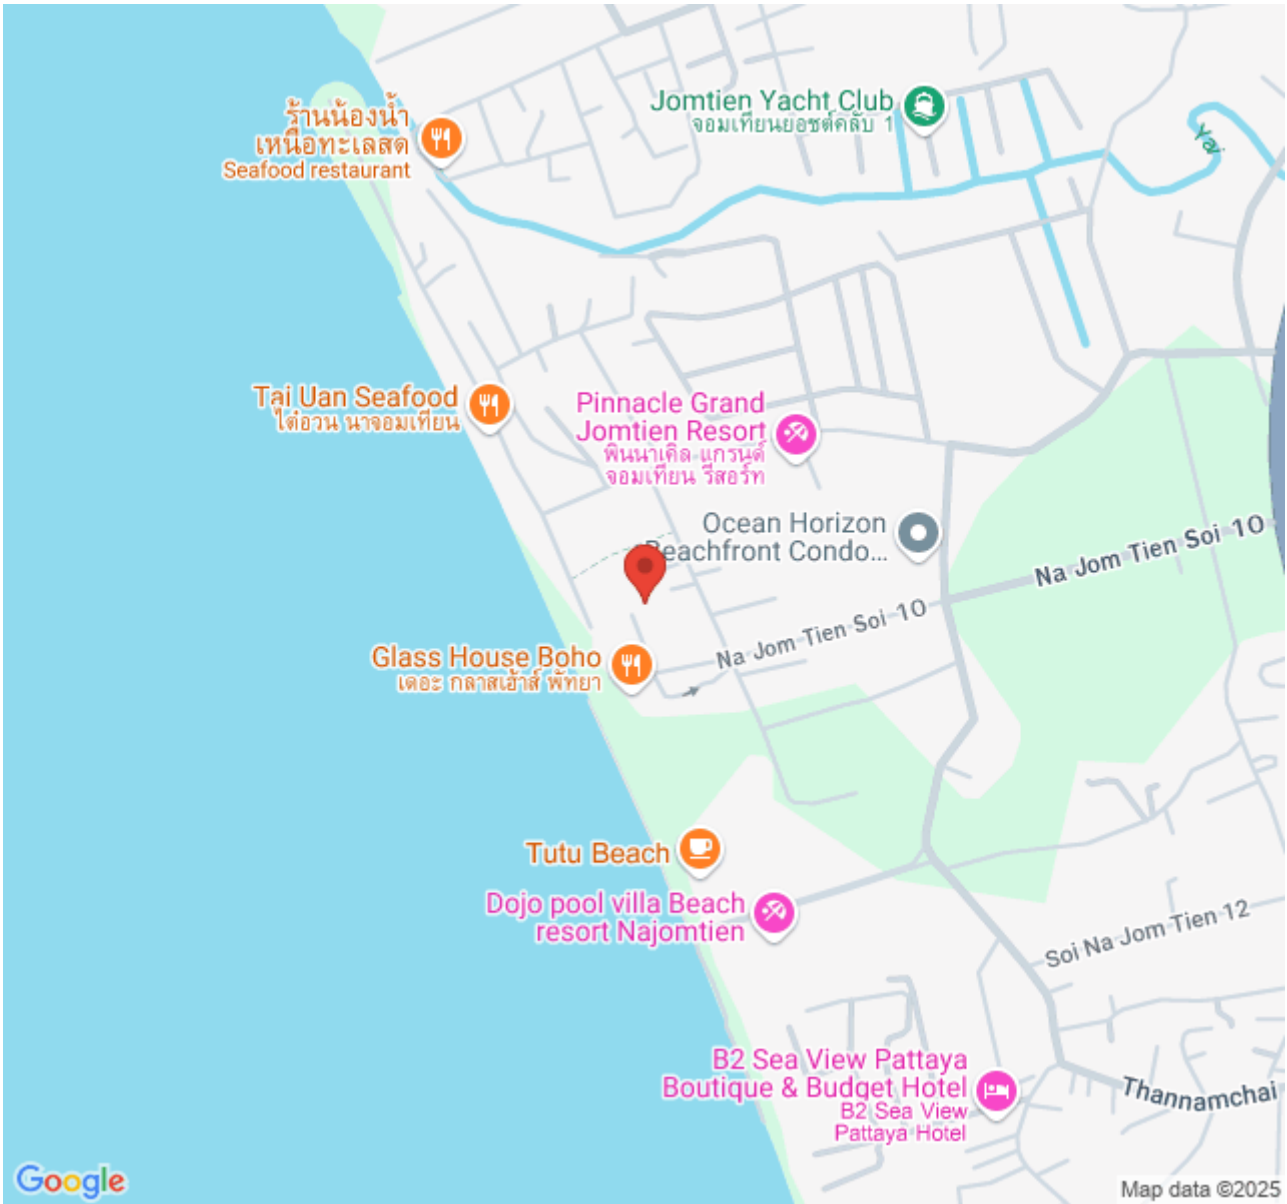 Jomtien Yacht Club
จอมเทียนยอชต์คลับ 1
ร้านน้องน้ำ
เหนือทะเลสด
Seafood restaurant
Yai
Tai Uan Seafood
ไต๋อวน นาจอมเทียน
Pinnacle Grand
Jomtien Resort
พินนาเคิล แกรนด์
จอมเทียน รีสอร์ท
Ocean Horizon
Beachfront Condo...
Na Jom Tien Soi 10
Na Jom Tien Soi 10
Glass House Boho
เดอะ กลาสเฮ้าส์ พัทยา
Tutu Beach
Dojo pool villa Beach
resort Najomtien
Soi Na Jom Tien 12
B2 Sea View Pattaya
Boutique & Budget Hotel
B2 Sea View
Pattaya Hotel
Thannamchai
Google
Map data ©2025